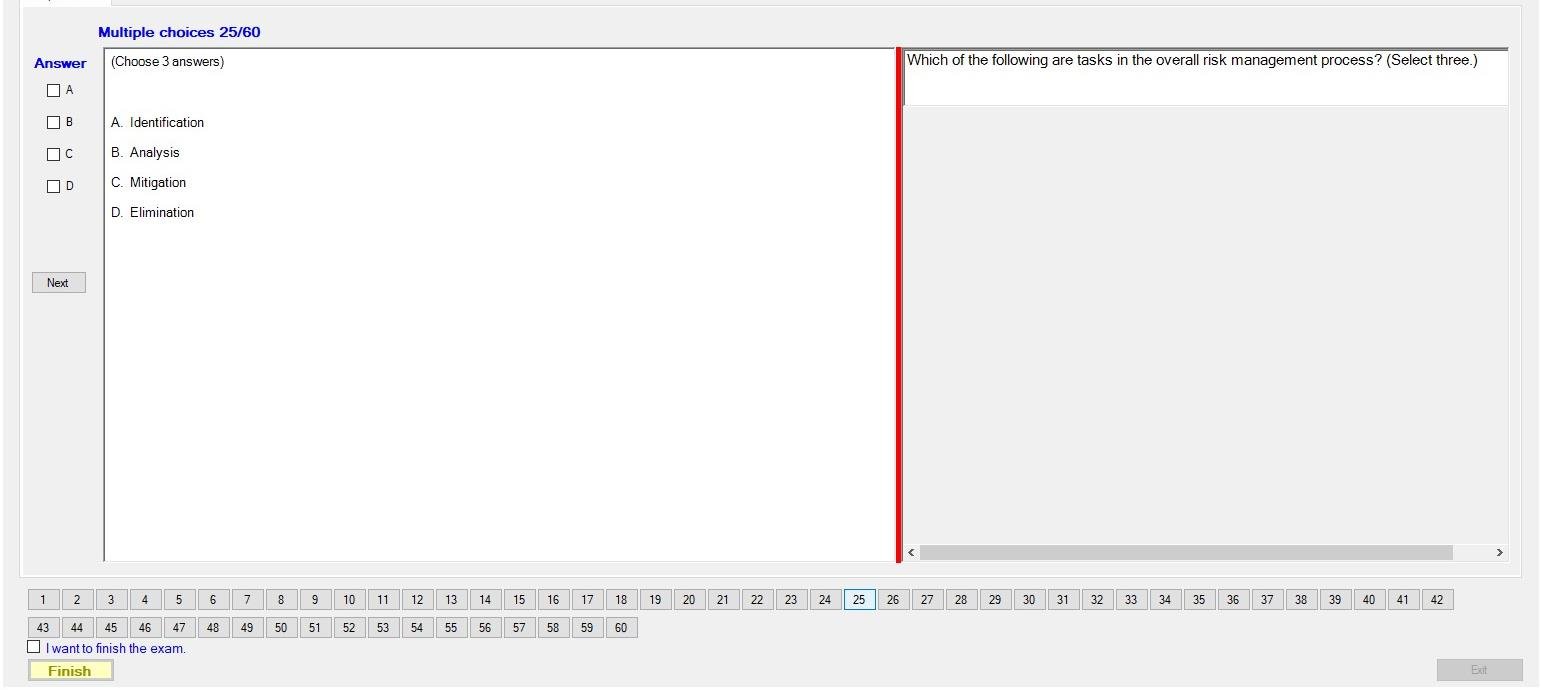 Multiple choices 25/60
Answer
(Choose 3 answers)
Which of the following are tasks in the overall risk management process? (Select three.)
A
B
C
D
A. Identification
B. Analysis
C. Mitigation
D. Elimination
Next
1 2 3 4 5 6 7 8 9 10 11 12 13 14 15 16 17 18 19 20 21 22 23 24 25 26 27 28 29 30 31 32 33 34 35 36 37 38 39 40 41 42
43 44 45 46 47 48 49 50 51 52 53 54 55 56 57 58 59 60
I want to finish the exam.
Finish
Exit